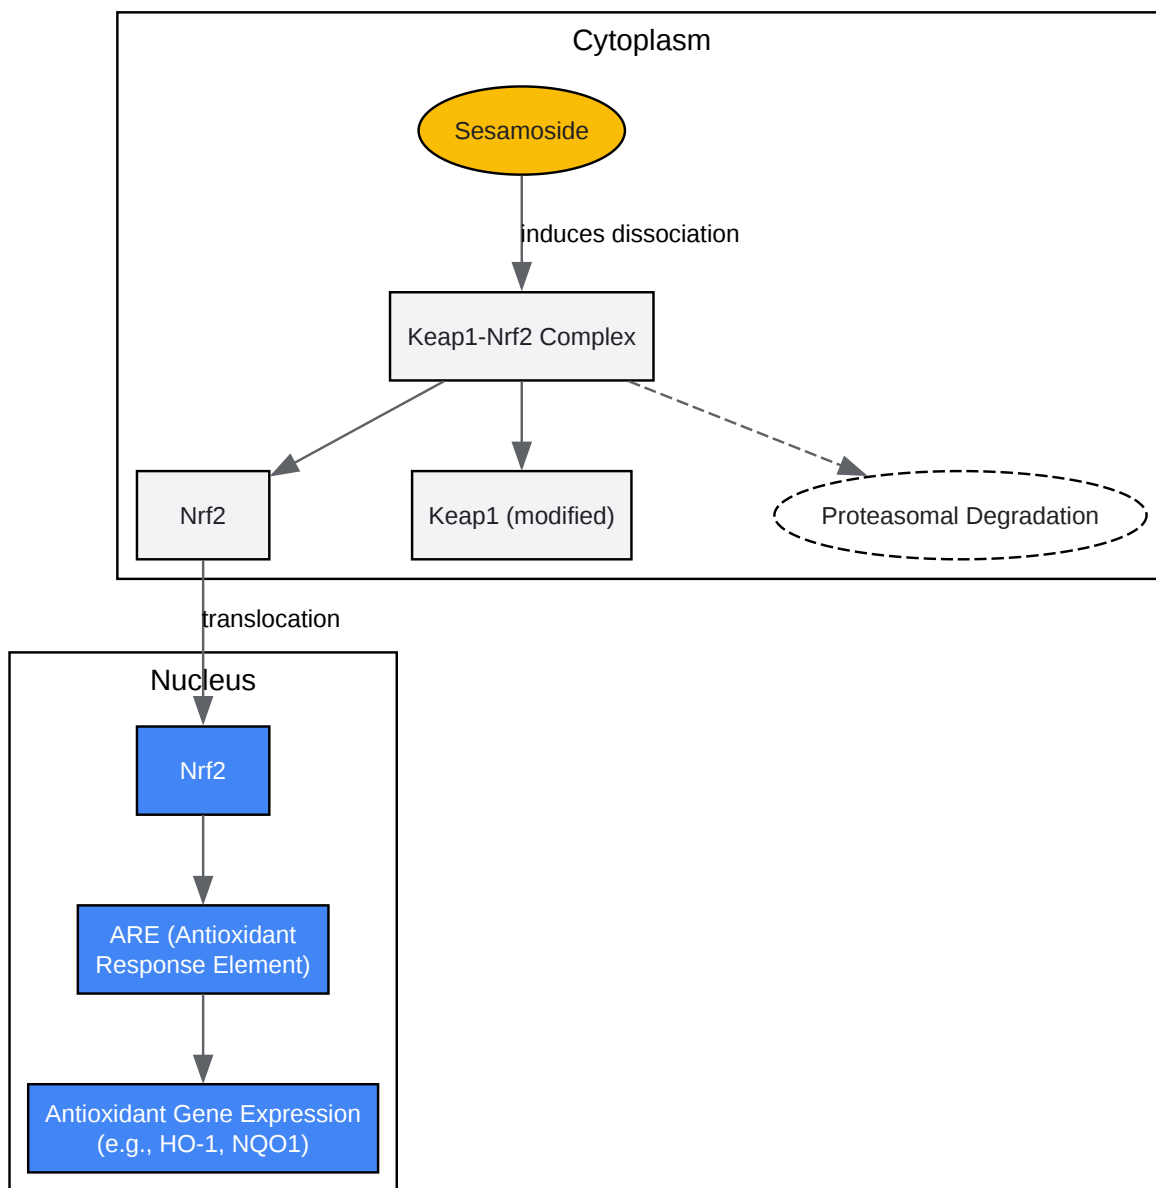 Cytoplasm
Sesamoside
induces dissociation
Keap1-Nrf2 Complex
Nrf2
Keap1 (modified)
Proteasomal Degradation
translocation
Nucleus
Nrf2
ARE (Antioxidant
Response Element)
Antioxidant Gene Expression
(e.g., HO-1, NQO1)